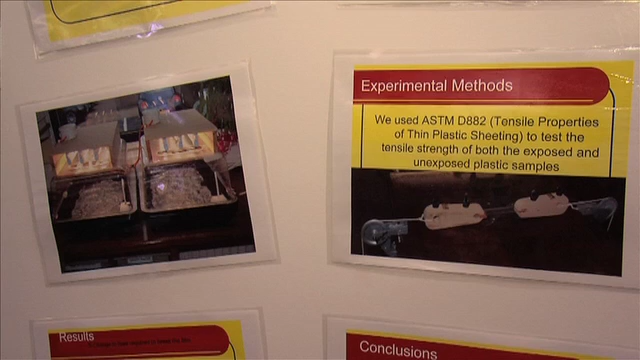 Experimental Methods
We used ASTM D882 (Tensile Properties
of Thin Plastic Sheeting) to test the
tensile strength of both the exposed and
unexposed plastic samples
Results
Conclusions